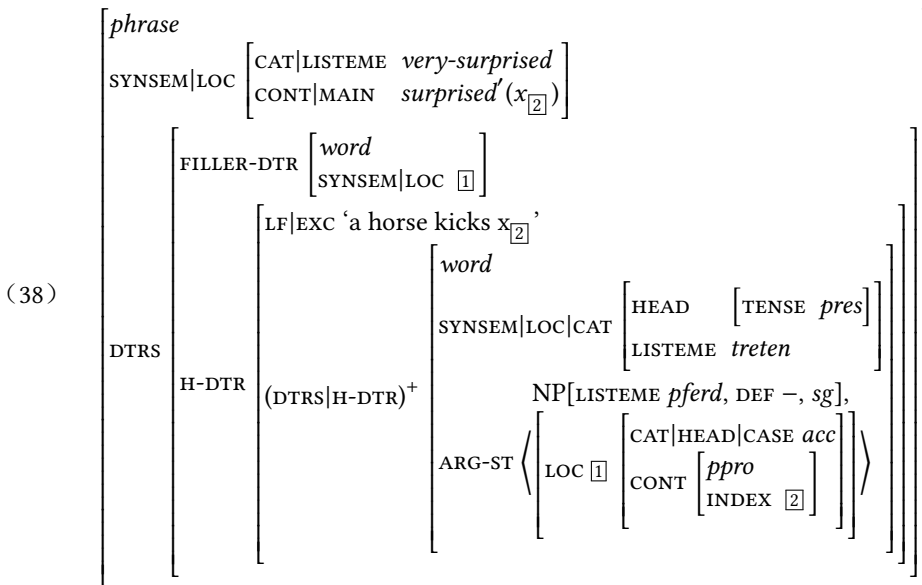 phrase
SYNSEM|LOC [CAT|LISTEME very-surprised
CONT|MAIN surprised′(x[2])]
FILLER-DTR [word
SYNSEM|LOC [1]]
LF|EXC ‘a horse kicks x[2]’
word
(38)
SYNSEM|LOC|CAT [HEAD [TENSE pres]
LISTEME treten]
DTRS
H-DTR
(DTRS|H-DTR)⁺
NP[LISTEME pferd, DEF −, sg],
ARG-ST ⟨[LOC [1] [CAT|HEAD|CASE acc
CONT [ppro
INDEX [2]]]]⟩